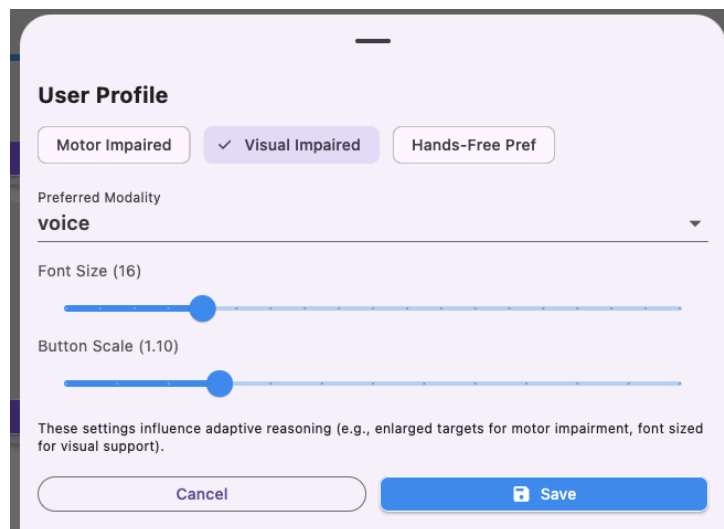 User Profile
Motor Impaired
Visual Impaired
Hands-Free Pref
Preferred Modality
voice
Font Size (16)
Button Scale (1.10)
These settings influence adaptive reasoning (e.g., enlarged targets for motor impairment, font sized
for visual support).
Cancel
Save